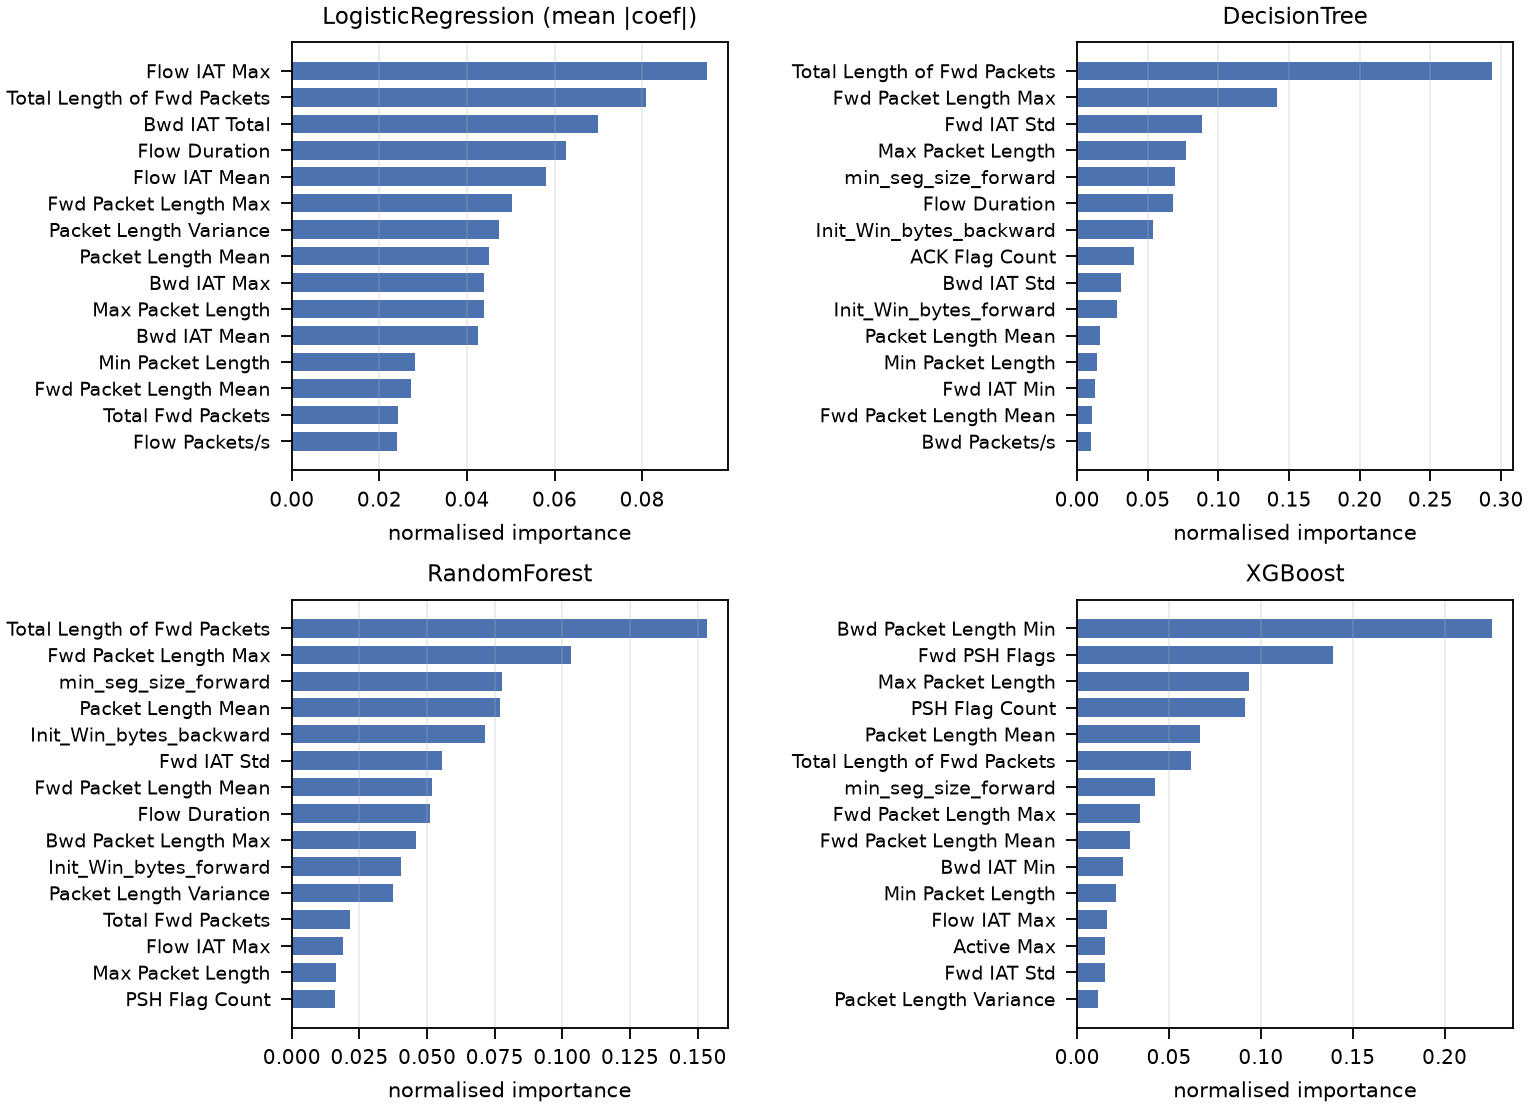 LogisticRegression (mean |coef|)
Flow IAT Max
Total Length of Fwd Packets
Bwd IAT Total
Flow Duration
Flow IAT Mean
Fwd Packet Length Max
Packet Length Variance
Packet Length Mean
Bwd IAT Max
Max Packet Length
Bwd IAT Mean
Min Packet Length
Fwd Packet Length Mean
Total Fwd Packets
Flow Packets/s
0.00 0.02 0.04 0.06 0.08
normalised importance
DecisionTree
Total Length of Fwd Packets
Fwd Packet Length Max
Fwd IAT Std
Max Packet Length
min_seg_size_forward
Flow Duration
Init_Win_bytes_backward
ACK Flag Count
Bwd IAT Std
Init_Win_bytes_forward
Packet Length Mean
Min Packet Length
Fwd IAT Min
Fwd Packet Length Mean
Bwd Packets/s
0.00 0.05 0.10 0.15 0.20 0.25 0.30
normalised importance
RandomForest
Total Length of Fwd Packets
Fwd Packet Length Max
min_seg_size_forward
Packet Length Mean
Init_Win_bytes_backward
Fwd IAT Std
Fwd Packet Length Mean
Flow Duration
Bwd Packet Length Max
Init_Win_bytes_forward
Packet Length Variance
Total Fwd Packets
Flow IAT Max
Max Packet Length
PSH Flag Count
0.000 0.025 0.050 0.075 0.100 0.125 0.150
normalised importance
XGBoost
Bwd Packet Length Min
Fwd PSH Flags
Max Packet Length
PSH Flag Count
Packet Length Mean
Total Length of Fwd Packets
min_seg_size_forward
Fwd Packet Length Max
Fwd Packet Length Mean
Bwd IAT Min
Min Packet Length
Flow IAT Max
Active Max
Fwd IAT Std
Packet Length Variance
0.00 0.05 0.10 0.15 0.20
normalised importance